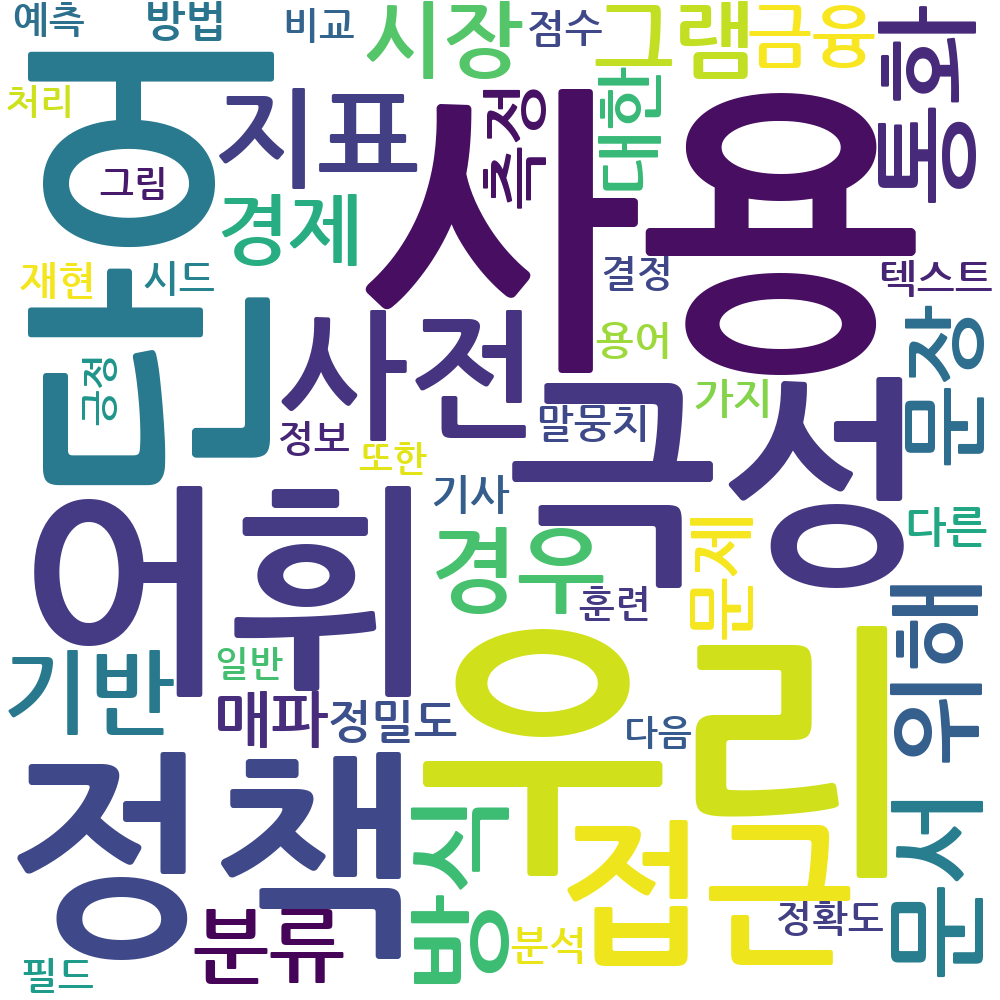 예측
방법
비교
시장
점수
그램
금융
통화
처리
톤
지표
측정
대한
사용
그림
경제
재현
시드
결정
텍스트
긍정
사전
용어
문장
정보
말뭉치
가지
또한
극성
기사
다른
어휘
경우
문제
훈련
위해
기반
일반
매파
정밀도
우리
다음
정책
방식
접근
문서
분류
분석
정확도
필드